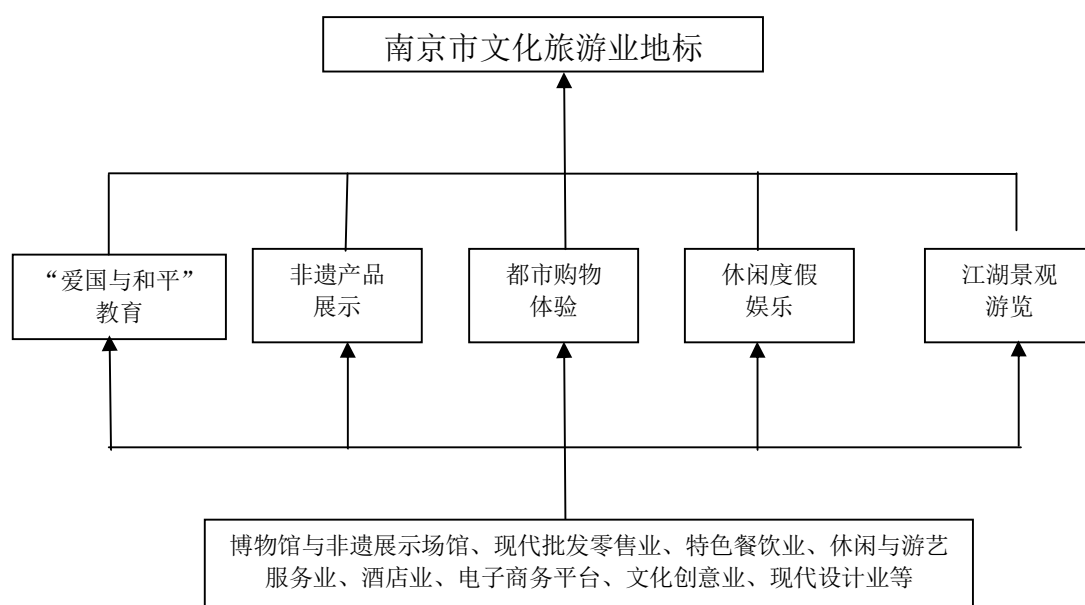 南京市文化旅游业地标
“爱国与和平”
教育
非遗产品
展示
都市购物
体验
休闲度假
娱乐
江湖景观
游览
博物馆与非遗展示场馆、现代批发零售业、特色餐饮业、休闲与游艺
服务业、酒店业、电子商务平台、文化创意业、现代设计业等